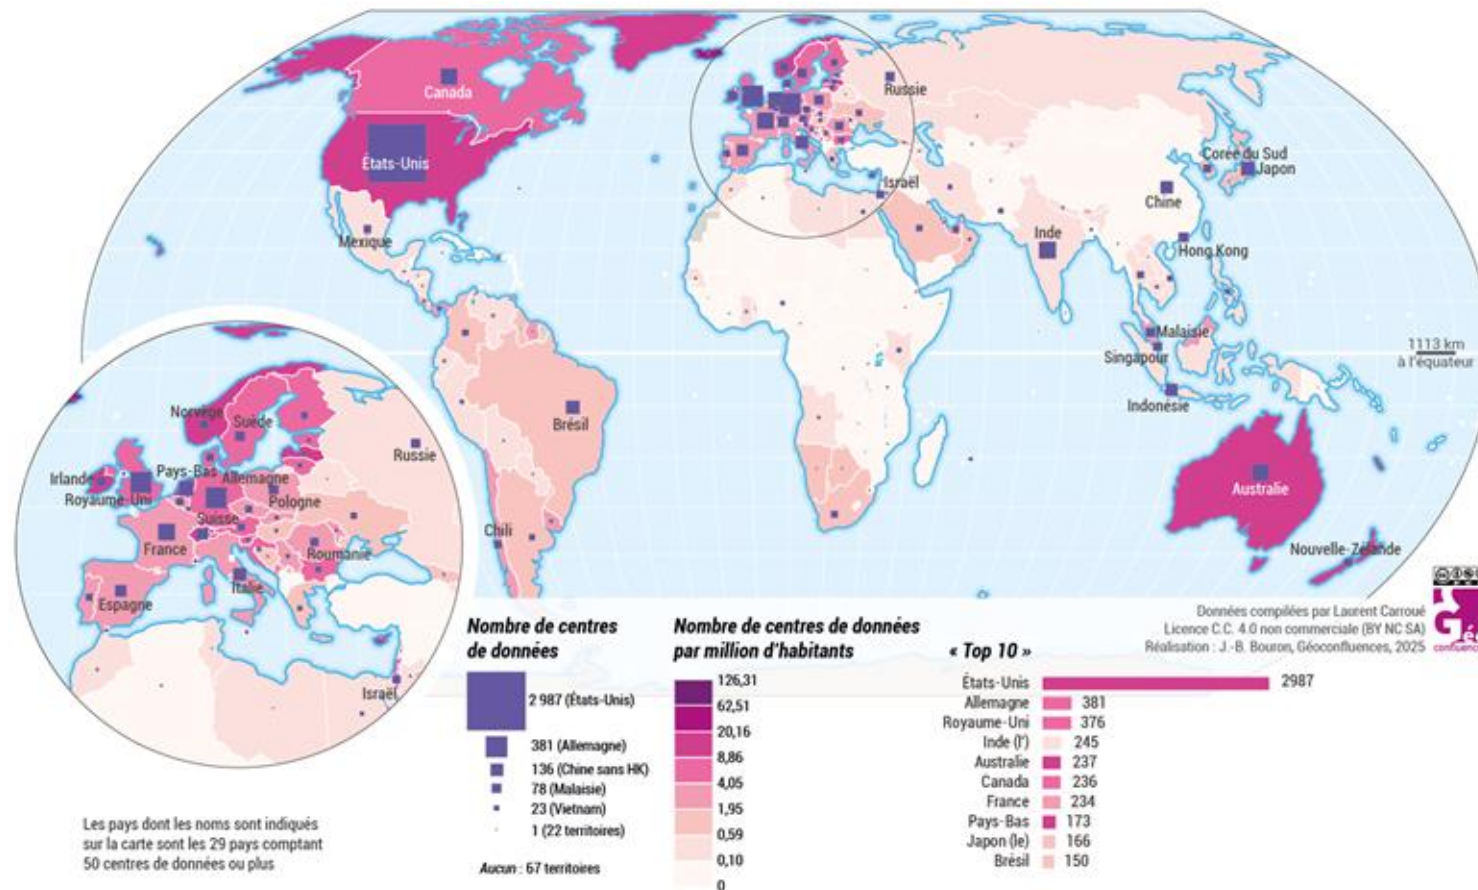 Canada
États-Unis
Mexique
Russie
Israël
Corée du Sud
Japon
Chine
Inde
Hong Kong
Malaisie
Singapour
Indonésie
1113 km
à l'équateur
Brésil
Chili
Australie
Nouvelle-Zélande
Norvège
Suède
Russie
Irlande
Pays-Bas
Allemagne
Royaume-Uni
Pologne
Suisse
France
Roumanie
Italie
Espagne
Israël
Les pays dont les noms sont indiqués
sur la carte sont les 29 pays comptant
50 centres de données ou plus
Nombre de centres
de données
2 987 (États-Unis)
381 (Allemagne)
136 (Chine sans HK)
78 (Malaisie)
23 (Vietnam)
1 (22 territoires)
Aucun : 67 territoires
Nombre de centres de données
par million d'habitants
126,31
62,51
20,16
8,86
4,05
1,95
0,59
0,10
0
« Top 10 »
États-Unis 2987
Allemagne 381
Royaume-Uni 376
Inde (l') 245
Australie 237
Canada 236
France 234
Pays-Bas 173
Japon (le) 166
Brésil 150
Données compilées par Laurent Carroué
Licence C.C. 4.0 non commerciale (BY NC SA)
Réalisation : J.-B. Bouron, Géoconfluences, 2025